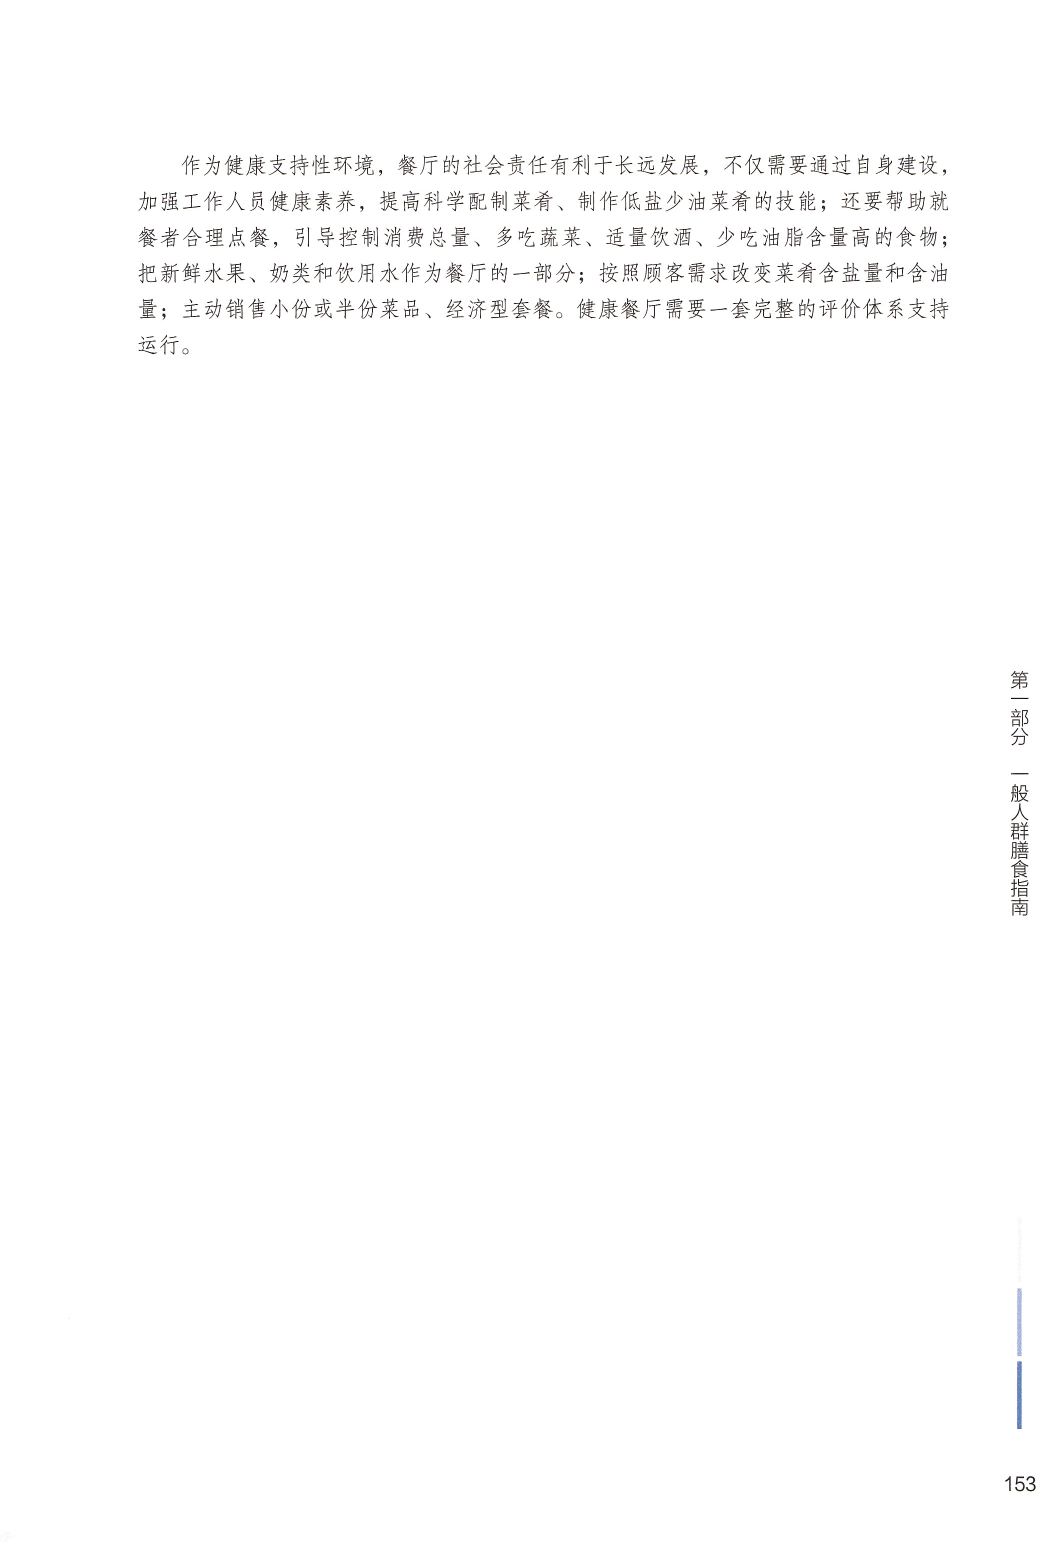 作为健康支持性环境，餐厅的社会责任有利于长远发展，不仅需要通过自身建设，
加强工作人员健康素养，提高科学配制菜肴、制作低盐少油菜肴的技能；还要帮助就
餐者合理点餐，引导控制消费总量、多吃蔬菜、适量饮酒、少吃油脂含量高的食物；
把新鲜水果、奶类和饮用水作为餐厅的一部分；按照顾客需求改变菜肴含盐量和含油
量；主动销售小份或半份菜品、经济型套餐。健康餐厅需要一套完整的评价体系支持
运行。
第一部分 一般人群膳食指南
153